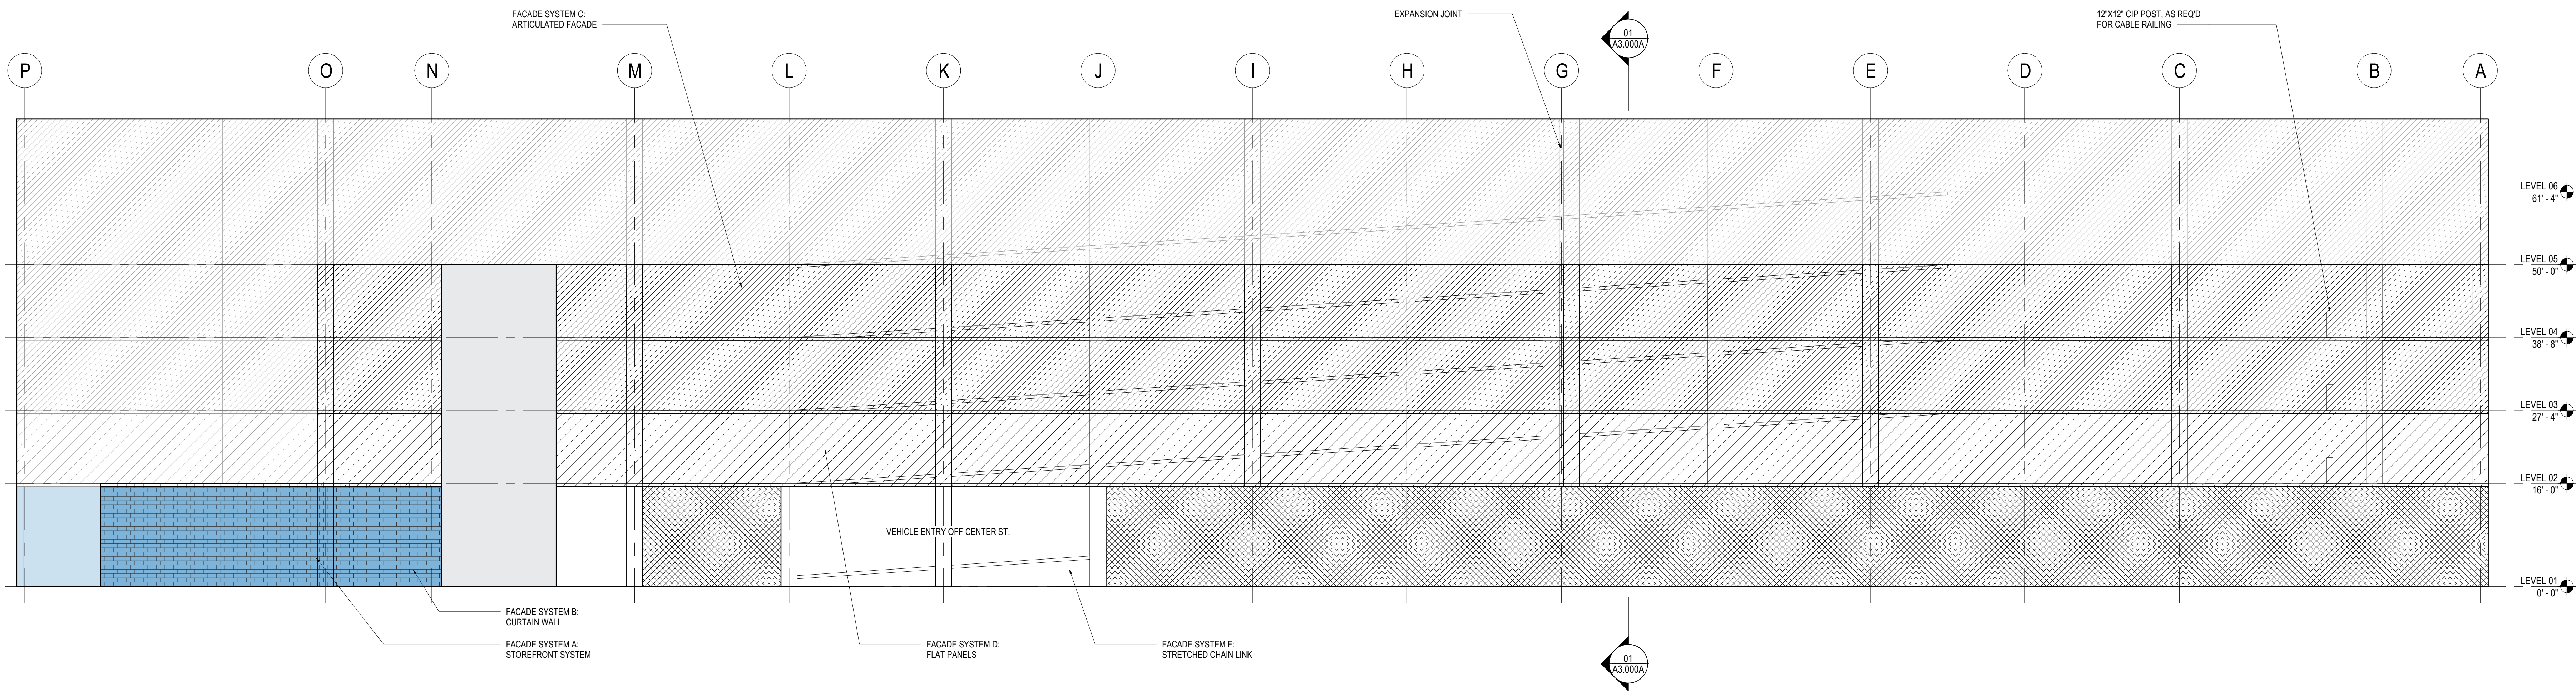 FACADE SYSTEM C:
ARTICULATED FACADE
EXPANSION JOINT
01
A3.000A
12"X12" CIP POST, AS REQ'D
FOR CABLE RAILING
P
O
N
M
L
K
J
I
H
G
F
E
D
C
B
A
LEVEL 06
61' - 4"
LEVEL 05
50' - 0"
LEVEL 04
38' - 8"
LEVEL 03
27' - 4"
LEVEL 02
16' - 0"
VEHICLE ENTRY OFF CENTER ST.
LEVEL 01
0' - 0"
FACADE SYSTEM B:
CURTAIN WALL
FACADE SYSTEM A:
STOREFRONT SYSTEM
FACADE SYSTEM D:
FLAT PANELS
FACADE SYSTEM F:
STRETCHED CHAIN LINK
01
A3.000A